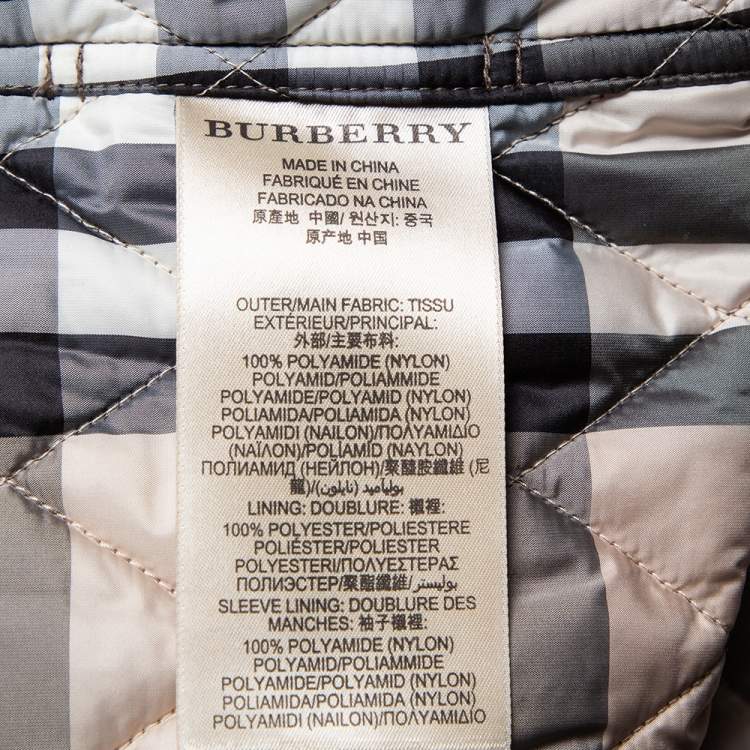 BURBERRY
MADE IN CHINA
FABRIQUÉ EN CHINE
FABRICADO NA CHINA
原產地 中國/ 원산지: 중국
原产地 中国
OUTER/MAIN FABRIC: TISSU
EXTÉRIEUR/PRINCIPAL:
外部/主要布料:
100% POLYAMIDE (NYLON)
POLYAMID/POLIAMMIDE
POLYAMIDE/POLYAMID (NYLON)
POLIAMIDA/POLIAMIDA (NYLON)
POLYAMIDI (NAILON)/ΠΟΛΥΑΜΙΔΙΟ
(ΝΑΪΛΟΝ)/POLİAMİD (NAYLON)
ПОЛИАМИД (НЕЙЛОН)/聚醯胺纖維 (尼
龍)/بولياميد (نايلون)
LINING: DOUBLURE: 襯裡:
100% POLYESTER/POLIESTERE
POLIÉSTER/POLIESTER
POLYESTERI/ΠΟΛΥΕΣΤΕΡΑΣ
ПОЛИЭСТЕР/聚酯纖維/بوليستر
SLEEVE LINING: DOUBLURE DES
MANCHES: 袖子襯裡:
100% POLYAMIDE (NYLON)
POLYAMID/POLIAMMIDE
POLYAMIDE/POLYAMID (NYLON)
POLIAMIDA/POLIAMIDA (NYLON)
POLYAMIDI (NAILON)/ΠΟΛΥΑΜΙΔΙΟ